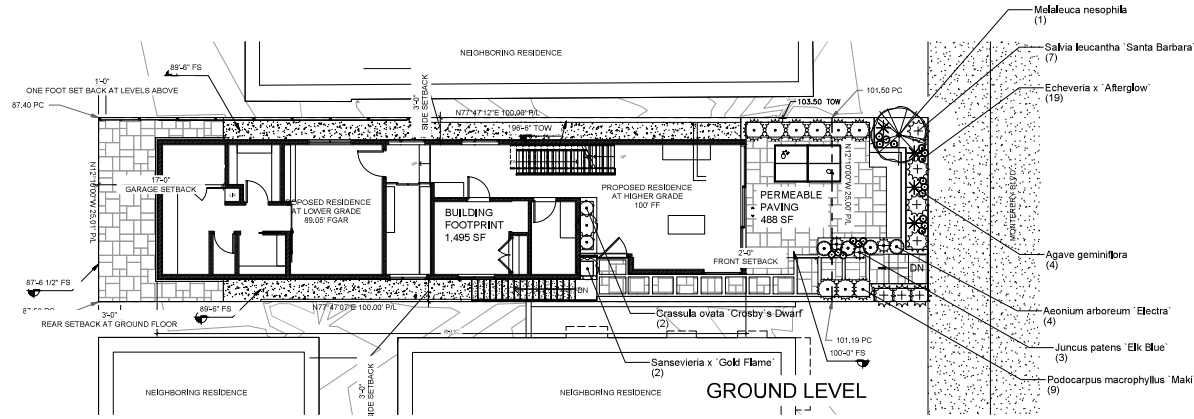 Melaleuca nesophila
(1)
Salvia leucantha `Santa Barbara`
(7)
Echeveria x `Afterglow`
(19)
NEIGHBORING RESIDENCE
89'-6" FS
1'-0"
ONE FOOT SET BACK AT LEVELS ABOVE
87.40 PC
3'-0"
SIDE SETBACK
N77°47'12"E 100.00' P/L
96'-6" TOW
103.50 TOW
101.50 PC
N12°10'00"W 25.01' P/L
17'-0"
GARAGE SETBACK
PROPOSED RESIDENCE
AT LOWER GRADE
89.05' FGAR
BUILDING
FOOTPRINT
1,495 SF
PROPOSED RESIDENCE
AT HIGHER GRADE
100' FF
PERMEABLE
PAVING
488 SF
N12°10'00"W 25.00' P/L
MONTEREY BLVD
2'-0"
FRONT SETBACK
Agave geminiflora
(4)
DN
DN
87'-6 1/2" FS
3'-0"
REAR SETBACK AT GROUND FLOOR
89'-6" FS
N77°47'07"E 100.00' P/L
Crassula ovata `Crosby`s Dwarf`
(2)
Aeonium arboreum `Electra`
(4)
101.19 PC
100'-0" FS
Juncus patens `Elk Blue`
(3)
Sansevieria x `Gold Flame`
(2)
Podocarpus macrophyllus `Maki`
(9)
3'-0"
SIDE SETBACK
NEIGHBORING RESIDENCE
NEIGHBORING RESIDENCE
GROUND LEVEL